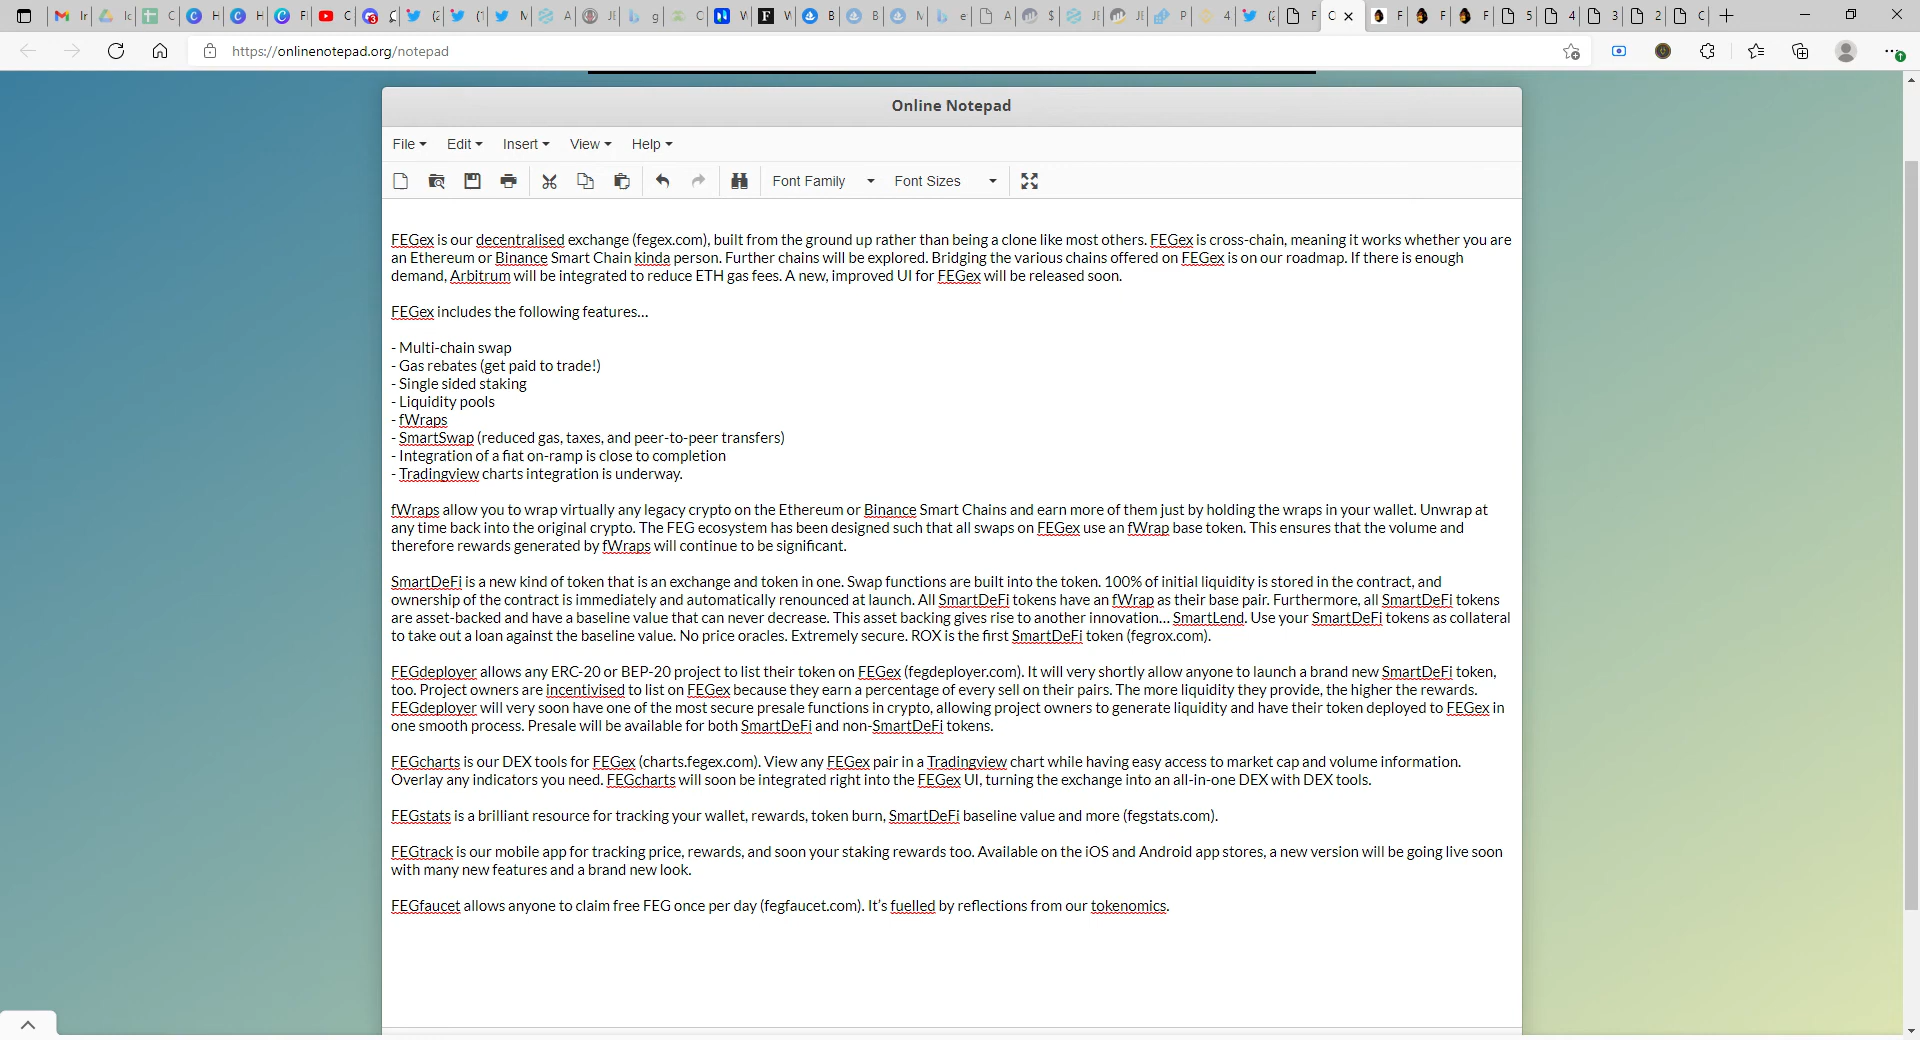 https://onlinenotepad.org/notepad
Online Notepad
File Edit Insert View Help
Font Family Font Sizes
FEGex is our decentralised exchange (fegex.com), built from the ground up rather than being a clone like most others. FEGex is cross-chain, meaning it works whether you are
an Ethereum or Binance Smart Chain kinda person. Further chains will be explored. Bridging the various chains offered on FEGex is on our roadmap. If there is enough
demand, Arbitrum will be integrated to reduce ETH gas fees. A new, improved UI for FEGex will be released soon.
FEGex includes the following features...
- Multi-chain swap
- Gas rebates (get paid to trade!)
- Single sided staking
- Liquidity pools
- fWraps
- SmartSwap (reduced gas, taxes, and peer-to-peer transfers)
- Integration of a fiat on-ramp is close to completion
- Tradingview charts integration is underway.
fWraps allow you to wrap virtually any legacy crypto on the Ethereum or Binance Smart Chains and earn more of them just by holding the wraps in your wallet. Unwrap at
any time back into the original crypto. The FEG ecosystem has been designed such that all swaps on FEGex use an fWrap base token. This ensures that the volume and
therefore rewards generated by fWraps will continue to be significant.
SmartDeFi is a new kind of token that is an exchange and token in one. Swap functions are built into the token. 100% of initial liquidity is stored in the contract, and
ownership of the contract is immediately and automatically renounced at launch. All SmartDeFi tokens have an fWrap as their base pair. Furthermore, all SmartDeFi tokens
are asset-backed and have a baseline value that can never decrease. This asset backing gives rise to another innovation... SmartLend. Use your SmartDeFi tokens as collateral
to take out a loan against the baseline value. No price oracles. Extremely secure. ROX is the first SmartDeFi token (fegrox.com).
FEGdeployer allows any ERC-20 or BEP-20 project to list their token on FEGex (fegdeployer.com). It will very shortly allow anyone to launch a brand new SmartDeFi token,
too. Project owners are incentivised to list on FEGex because they earn a percentage of every sell on their pairs. The more liquidity they provide, the higher the rewards.
FEGdeployer will very soon have one of the most secure presale functions in crypto, allowing project owners to generate liquidity and have their token deployed to FEGex in
one smooth process. Presale will be available for both SmartDeFi and non-SmartDeFi tokens.
FEGcharts is our DEX tools for FEGex (charts.fegex.com). View any FEGex pair in a Tradingview chart while having easy access to market cap and volume information.
Overlay any indicators you need. FEGcharts will soon be integrated right into the FEGex UI, turning the exchange into an all-in-one DEX with DEX tools.
FEGstats is a brilliant resource for tracking your wallet, rewards, token burn, SmartDeFi baseline value and more (fegstats.com).
FEGtrack is our mobile app for tracking price, rewards, and soon your staking rewards too. Available on the iOS and Android app stores, a new version will be going live soon
with many new features and a brand new look.
FEGfaucet allows anyone to claim free FEG once per day (fegfaucet.com). It's fuelled by reflections from our tokenomics.